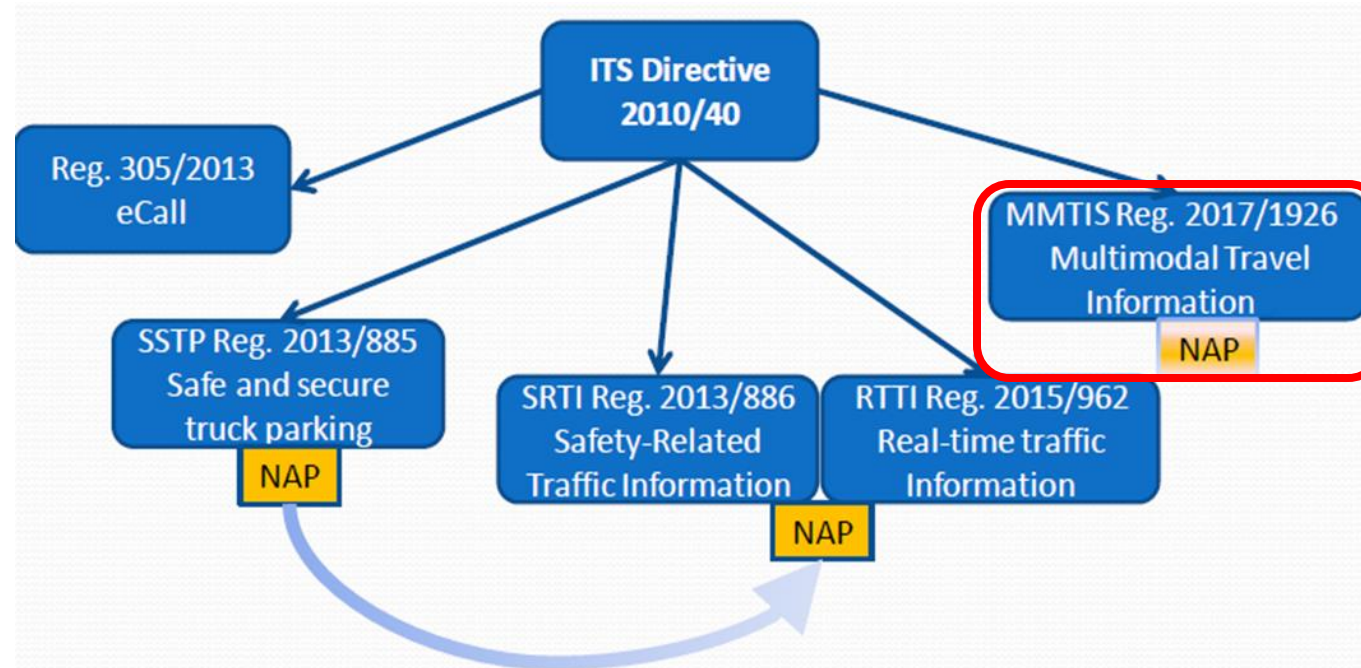 ITS Directive
2010/40
Reg. 305/2013
eCall
MMTIS Reg. 2017/1926
Multimodal Travel
Information
NAP
SSTP Reg. 2013/885
Safe and secure
truck parking
NAP
SRTI Reg. 2013/886
Safety-Related
Traffic Information
RTTI Reg. 2015/962
Real-time traffic
Information
NAP